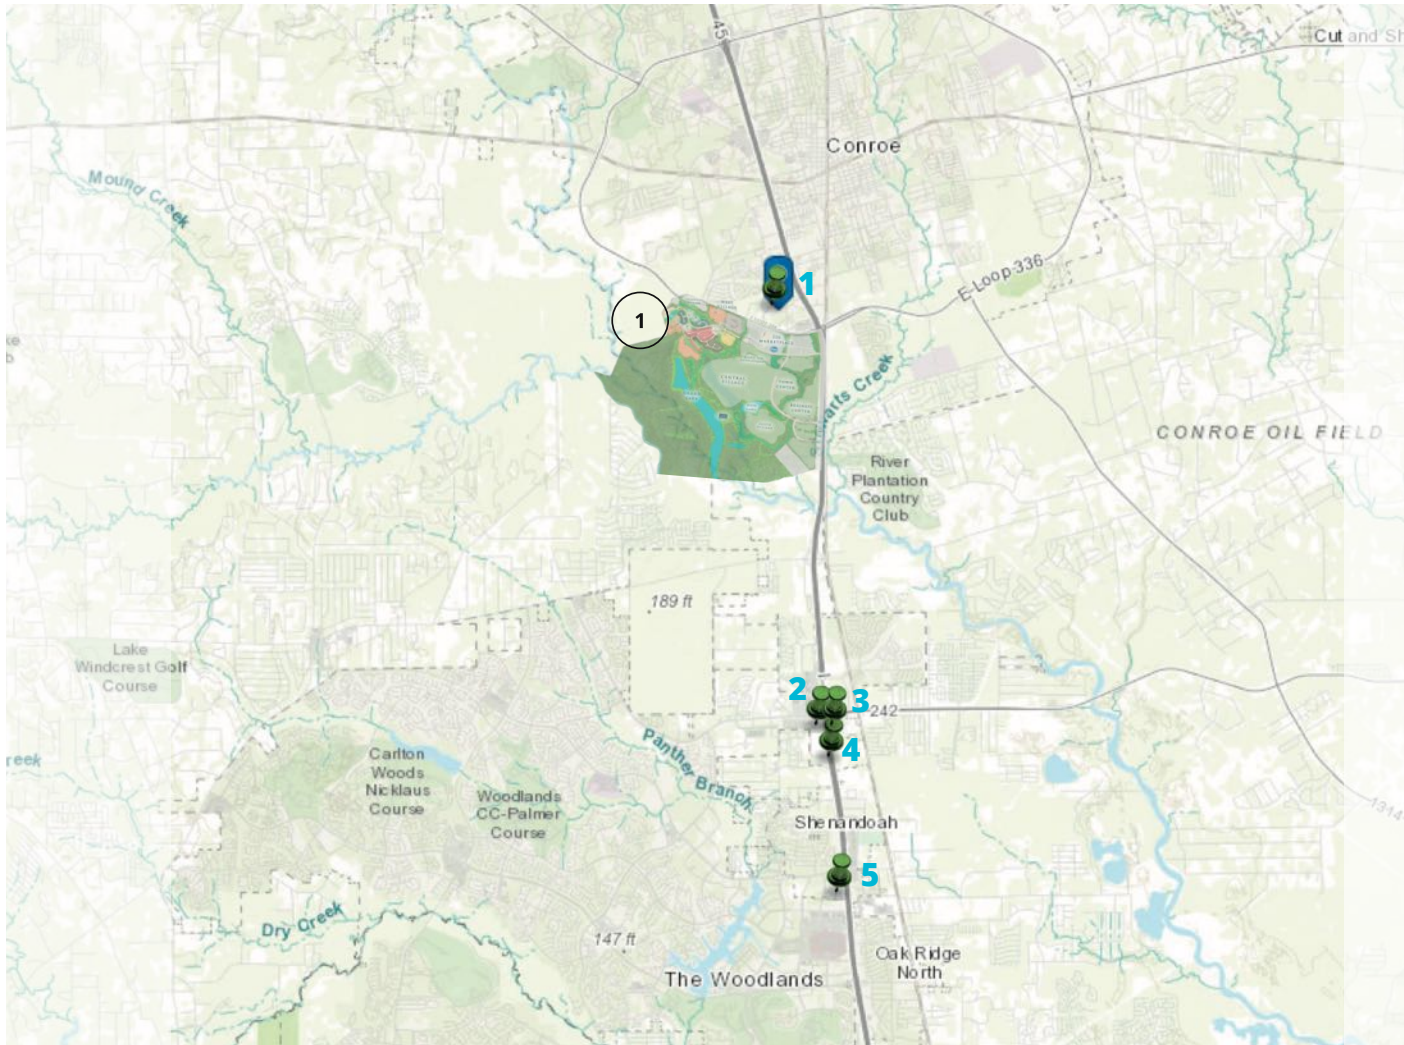 45
Cut and Sh
Conroe
Mound Creek
1
E-Loop 336
1
ke
Creek
CONROE OIL FIELD
River
Plantation
Country
Club
189 ft
Lake
Windcrest Golf
Course
2
3
242
4
reek
Panther Branch
Carlton
Woods
Nicklaus
Course
Woodlands
CC-Palmer
Course
1314
Shenandoah
5
Dry Creek
147 ft
Oak Ridge
North
The Woodlands